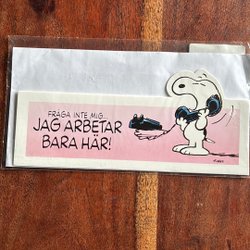 FRÅGA INTE MIG...
JAG ARBETAR
BARA HÄR!